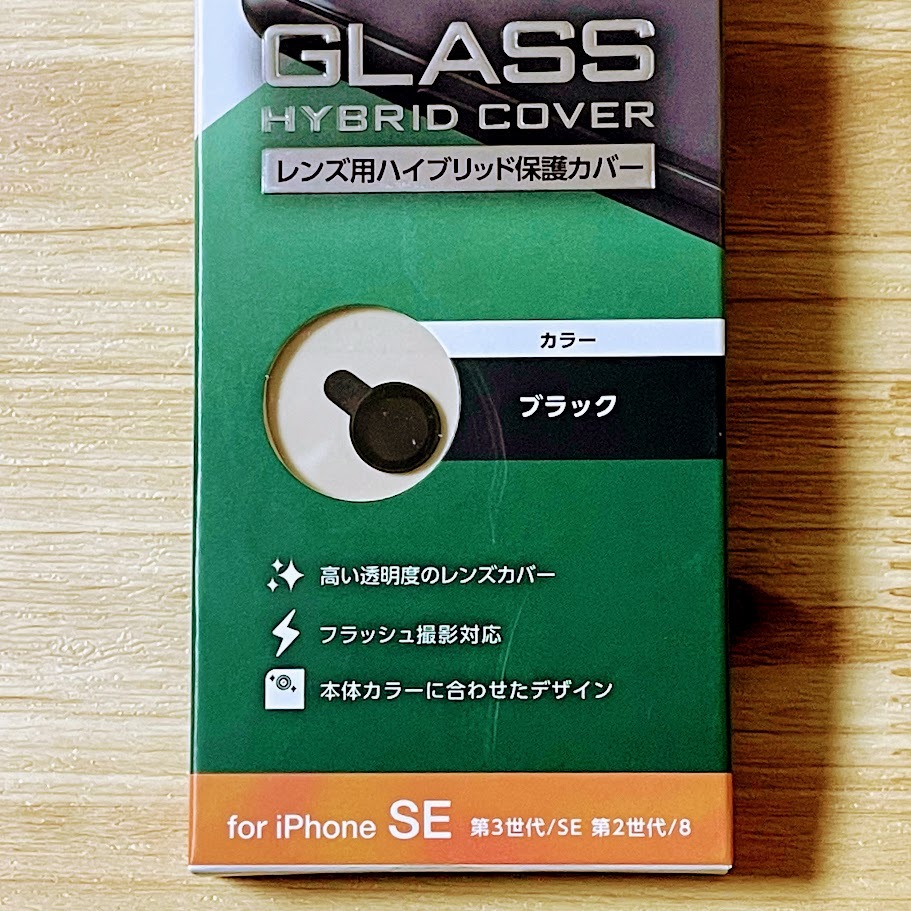 GLASS
HYBRID COVER
レンズ用ハイブリッド保護カバー
カラー
ブラック
高い透明度のレンズカバー
フラッシュ撮影対応
本体カラーに合わせたデザイン
for iPhone SE 第3世代/SE 第2世代/8